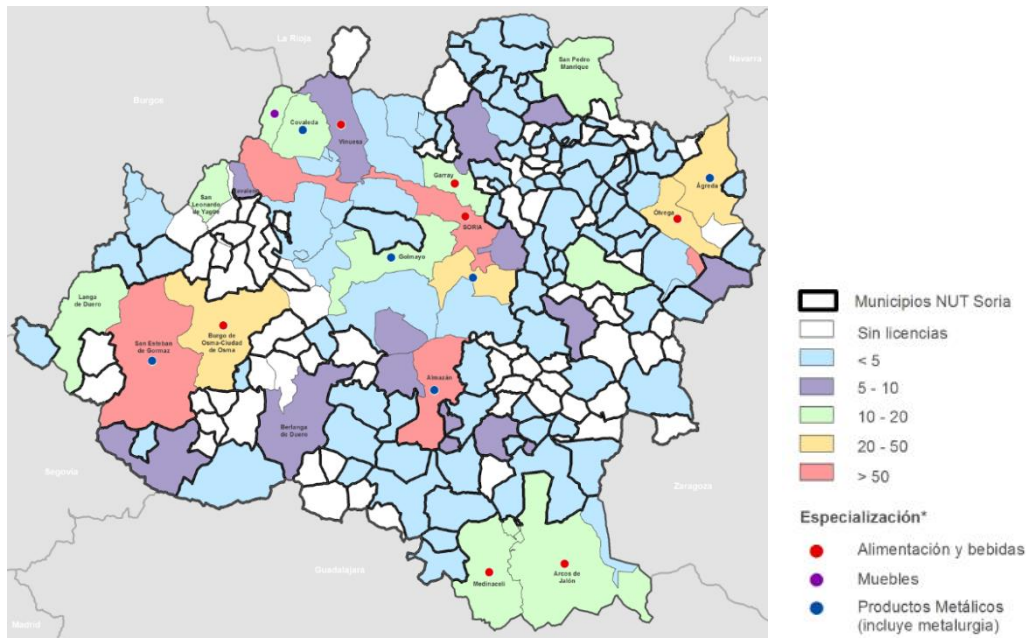 La Rioja
Navarra
Burgos
San Pedro
Manrique
Covaleda
Vinuesa
Garray
Ágreda
San
Leonardo
de Yagüe
SORIA
Ólvega
Golmayo
Langa
de Duero
San Esteban
de Gormaz
Burgo de
Osma-Ciudad
de Osma
Almazán
Berlanga
de Duero
Segovia
Zaragoza
Guadalajara
Medinaceli
Arcos de
Jalón
Madrid
Municipios NUT Soria
Sin licencias
< 5
5 - 10
10 - 20
20 - 50
> 50
Especialización*
Alimentación y bebidas
Muebles
Productos Metálicos
(incluye metalurgia)